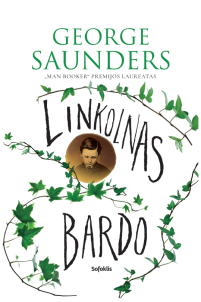 GEORGE
SAUNDERS
„MAN BOOKER“ PREMIJOS LAUREATAS
LINKOLNAS
BARDO
Sofoklis